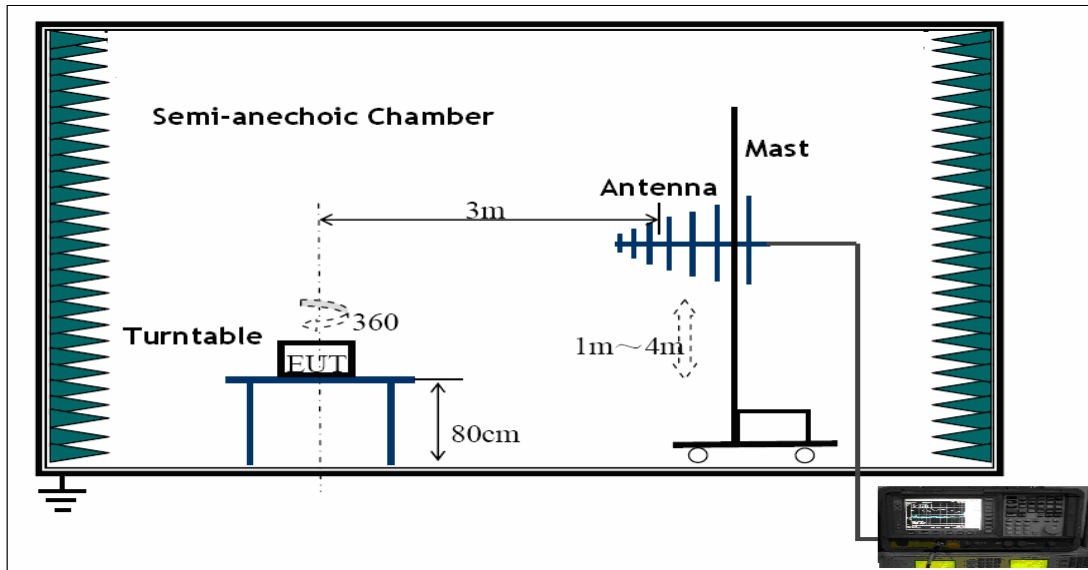 Semi-anechoic Chamber
Mast
Antenna
3m
360
Turntable
EUT
1m～4m
80cm